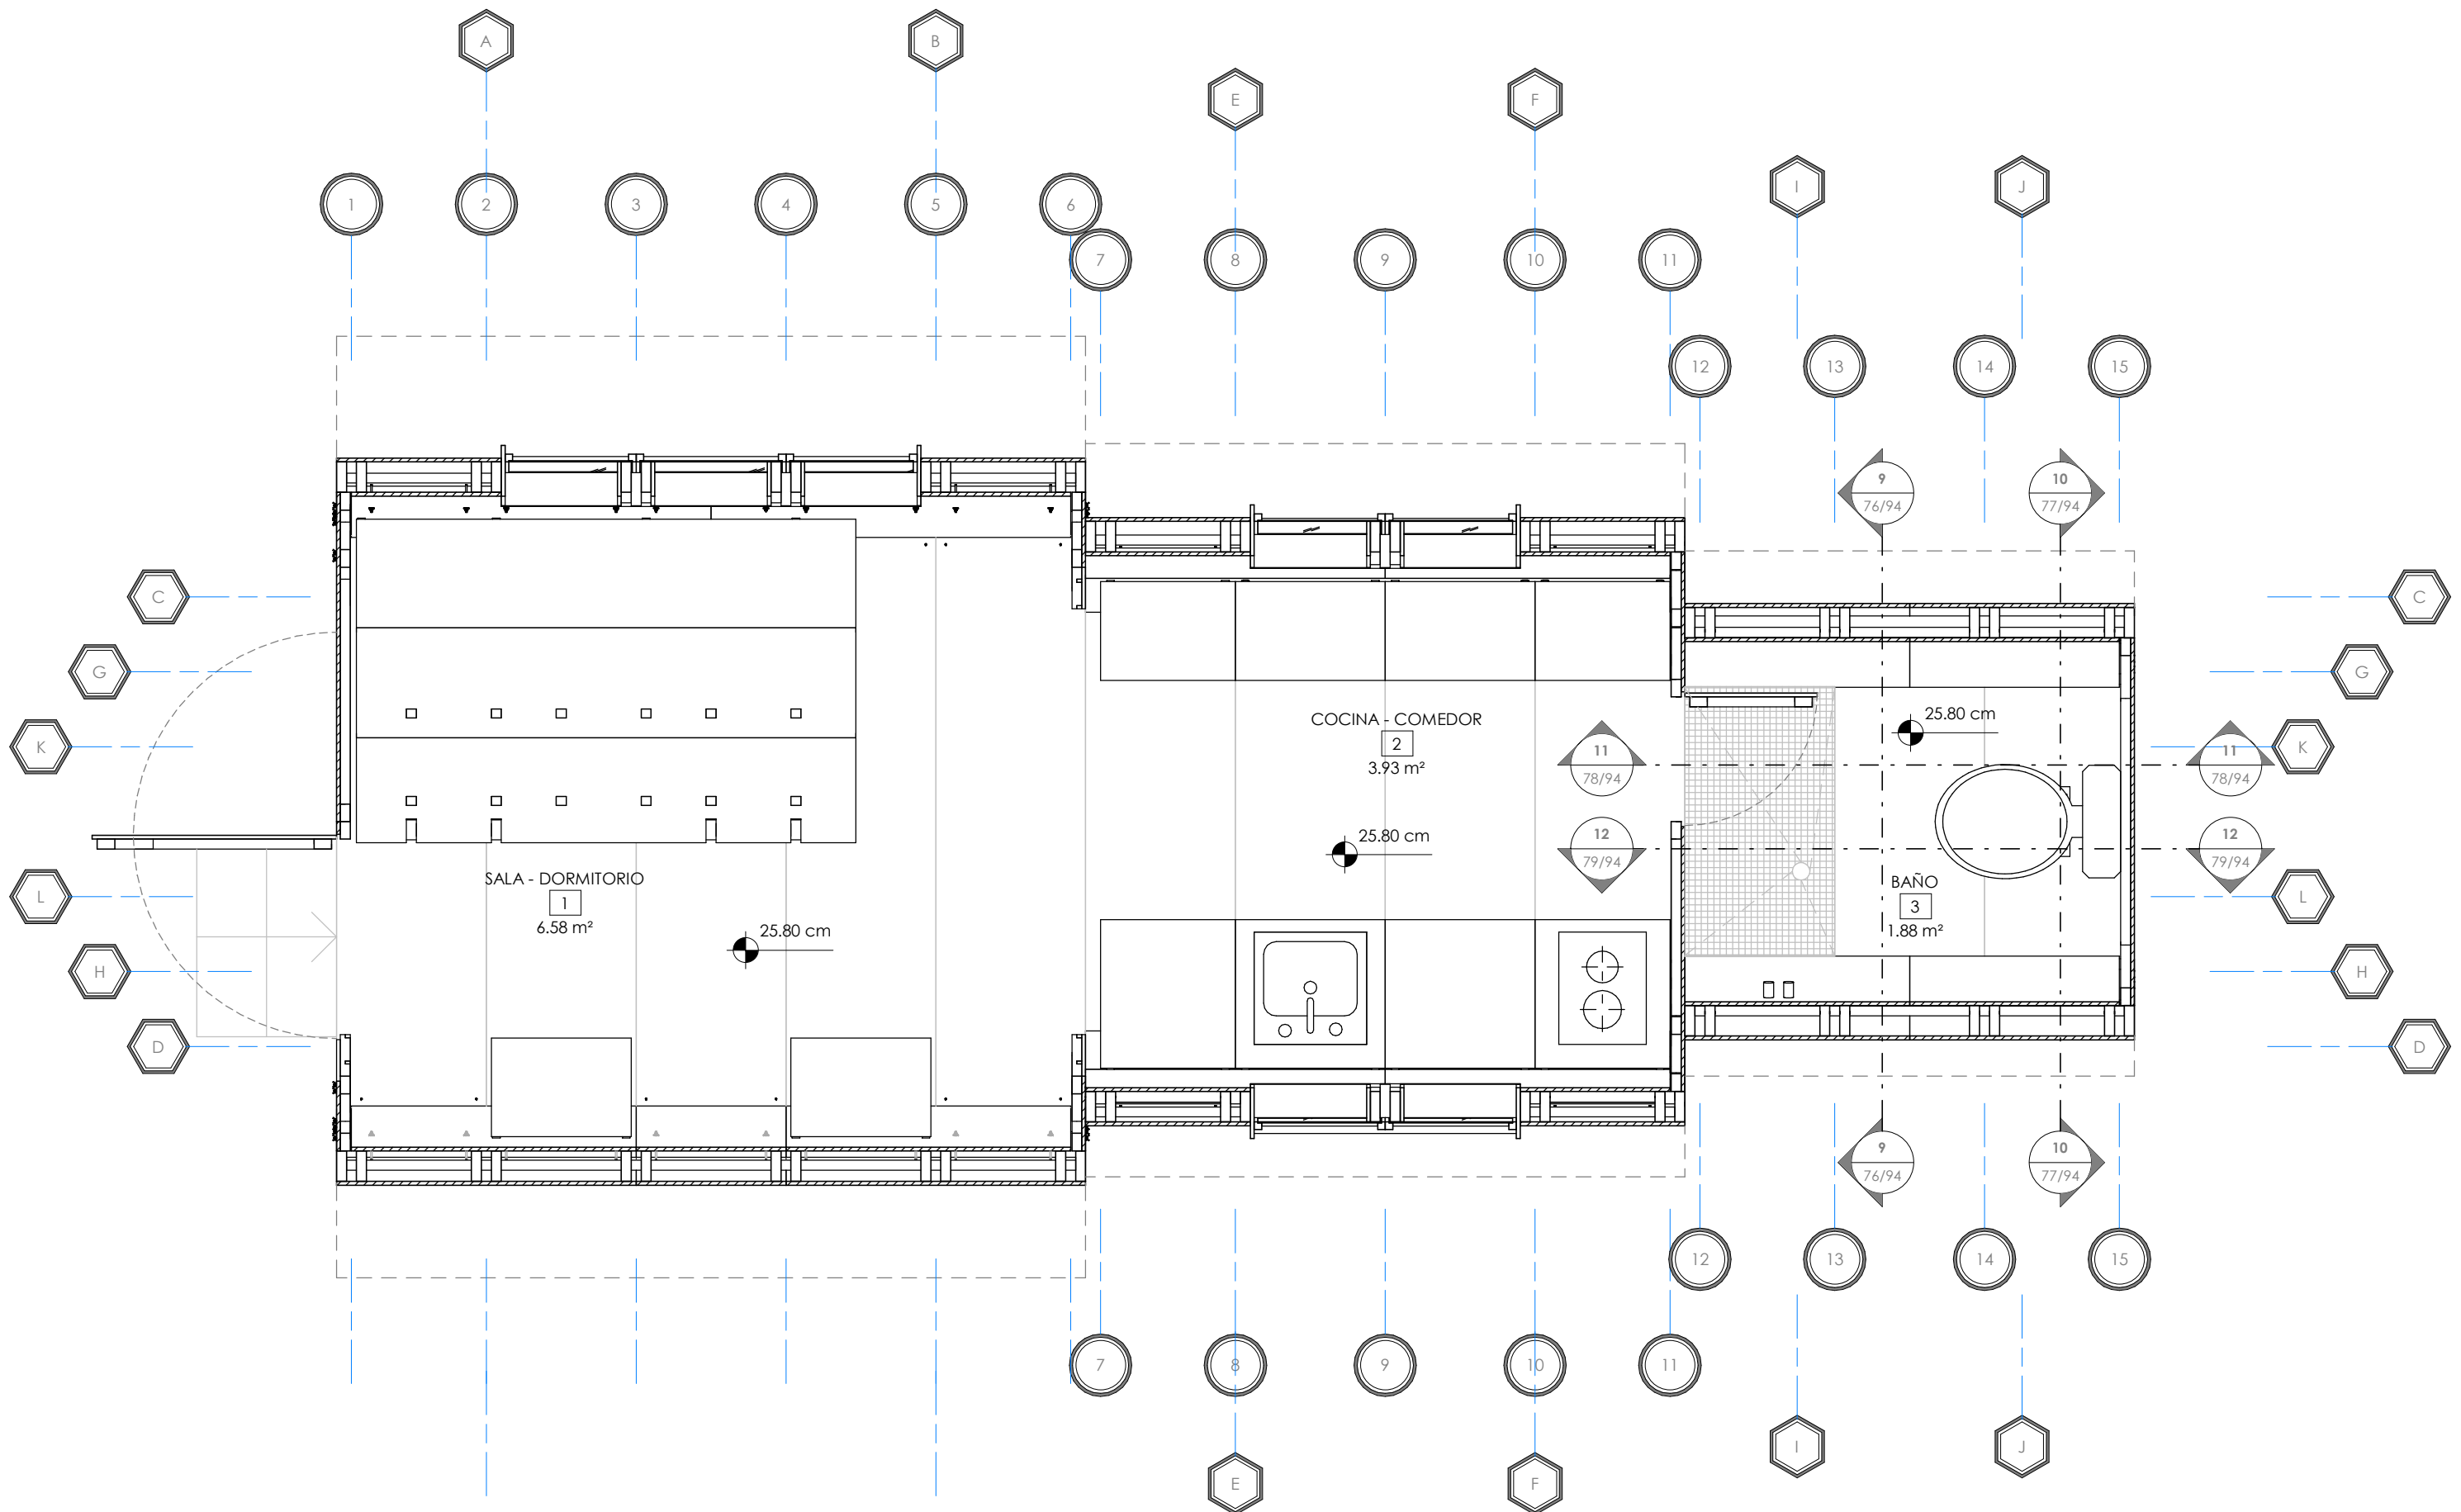 A
B
E
F
I
J
1
2
3
4
5
6
7
8
9
10
11
12
13
14
15
9
76/94
10
77/94
C
C
G
G
K
K
COCINA - COMEDOR
2
3.93 m²
25.80 cm
11
78/94
11
78/94
25.80 cm
12
79/94
12
79/94
SALA - DORMITORIO
1
6.58 m²
25.80 cm
BAÑO
3
1.88 m²
L
L
H
H
D
D
9
76/94
10
77/94
12
13
14
15
7
8
9
10
11
I
J
E
F